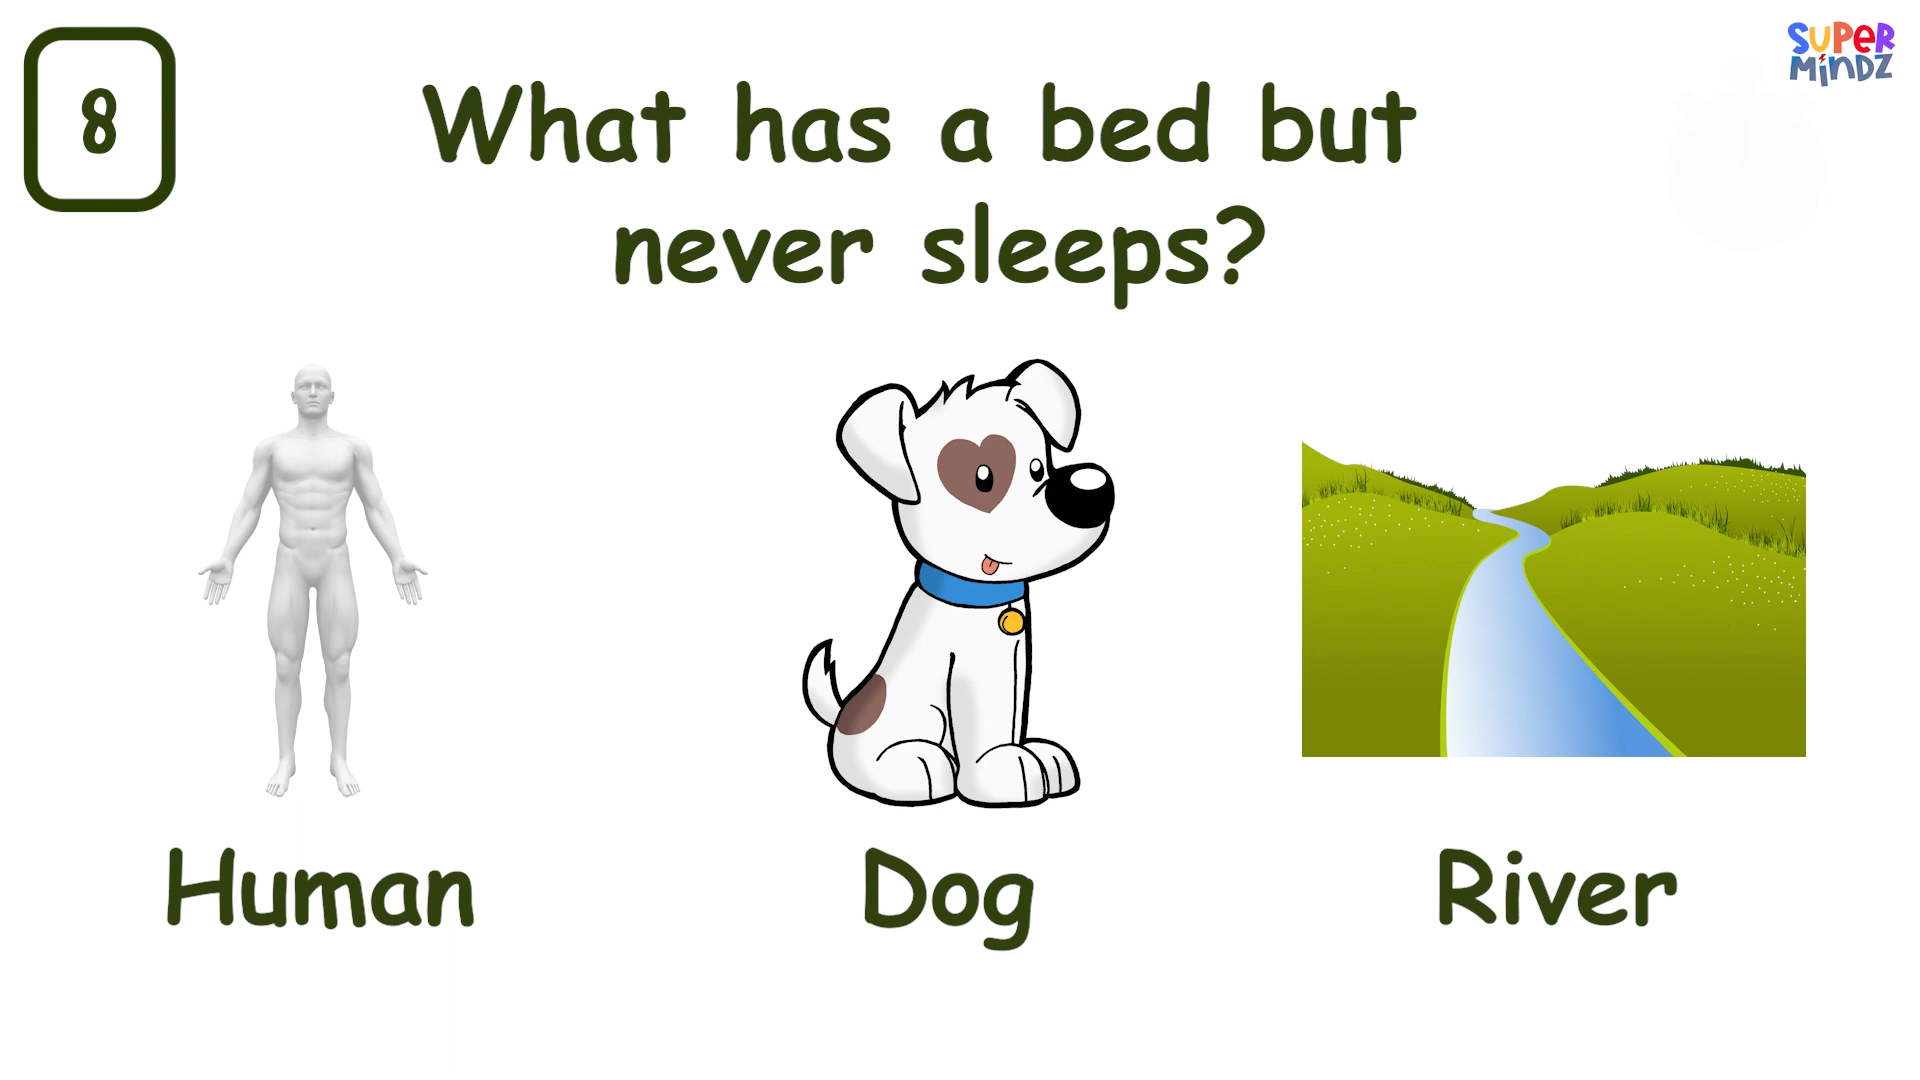 8
SUPER
MINDZ
What has a bed but
never sleeps?
Human
Dog
River